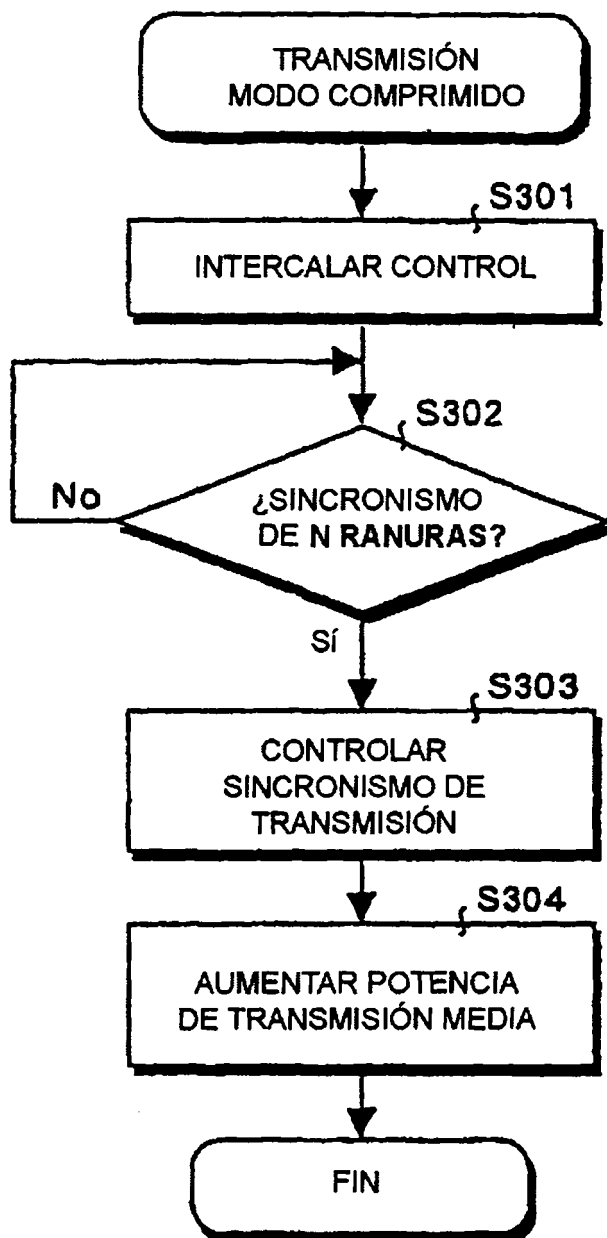 TRANSMISIÓN
MODO COMPRIMIDO
S301
INTERCALAR CONTROL
S302
No
¿SINCRONISMO
DE N RANURAS?
Sí
S303
CONTROLAR
SINCRONISMO DE
TRANSMISIÓN
S304
AUMENTAR POTENCIA
DE TRANSMISIÓN MEDIA
FIN